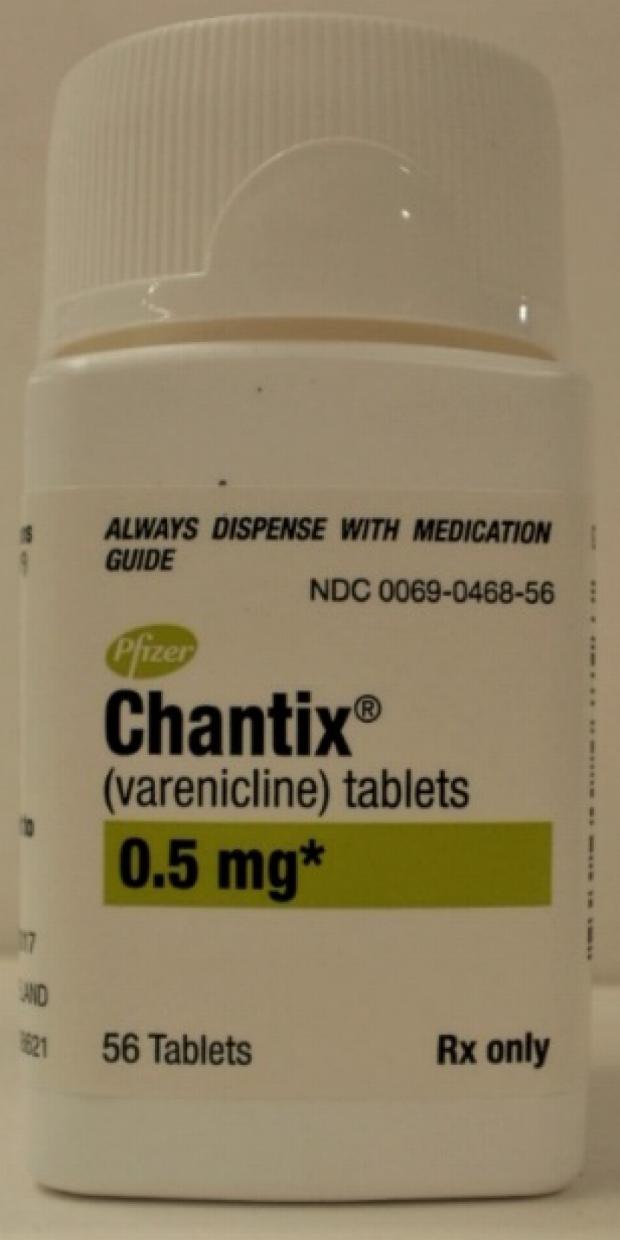 ALWAYS DISPENSE WITH MEDICATION
GUIDE
NDC 0069-0468-56
Pfizer
Chantix®
(varenicline) tablets
0.5 mg*
56 Tablets Rx only